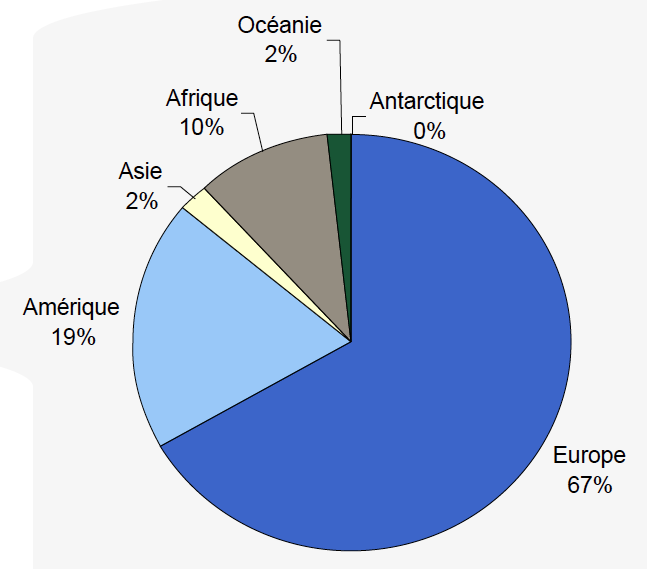 Océanie
2%
Antarctique
0%
Afrique
10%
Asie
2%
Amérique
19%
Europe
67%